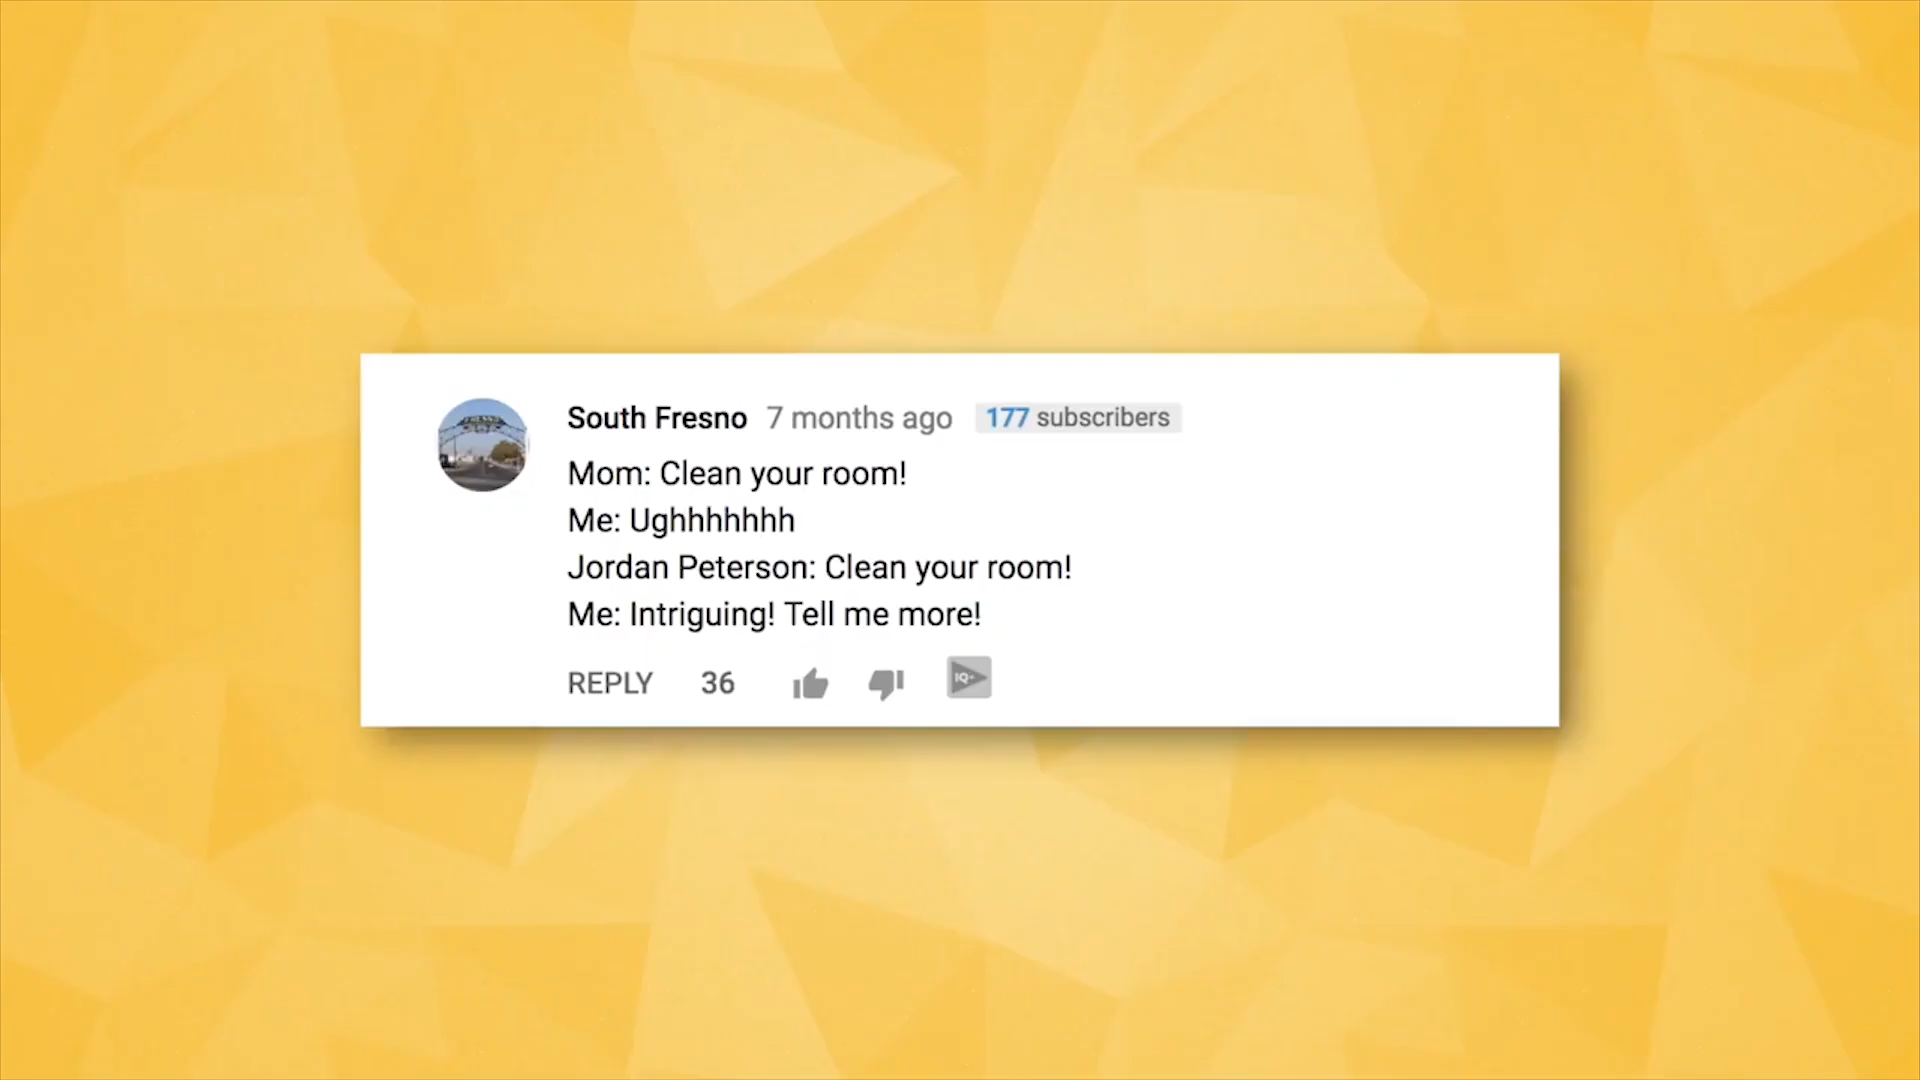 South Fresno 7 months ago 177 subscribers
Mom: Clean your room!
Me: Ughhhhhhh
Jordan Peterson: Clean your room!
Me: Intriguing! Tell me more!
REPLY 36 IQ+